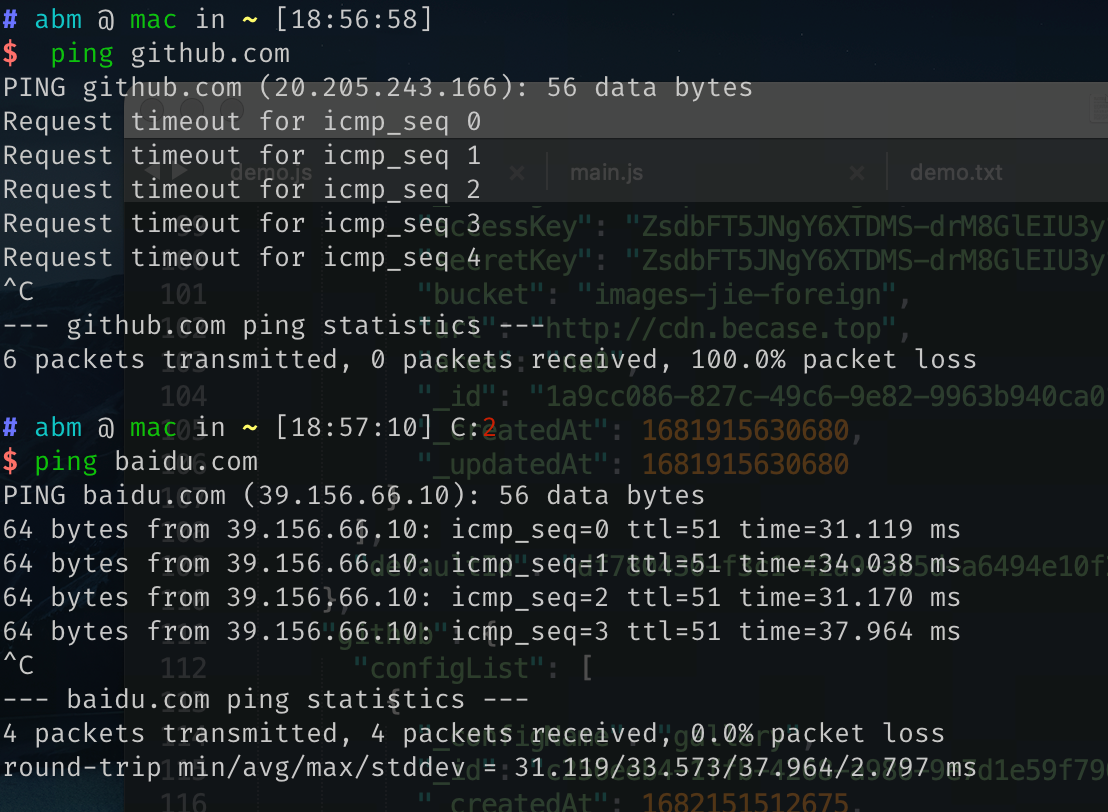 # abm @ mac in ~ [18:56:58]
$ ping github.com
PING github.com (20.205.243.166): 56 data bytes
Request timeout for icmp_seq 0
Request timeout for icmp_seq 1
demo.js main.js demo.txt
Request timeout for icmp_seq 2
Request timeout for icmp_seq 3
Request timeout for icmp_seq 4
^C
101 "bucket": "images-jie-foreign",
--- github.com ping statistics ---
"http://cdn.becase.top",
6 packets transmitted, 0 packets received, 100.0% packet loss
104 "_id": "1a9cc086-827c-49c6-9e82-9963b940ca0
# abm @ mac in ~ [18:57:10] C:2
"_createdAt": 1681915630680,
$ ping baidu.com
"_updatedAt": 1681915630680
PING baidu.com (39.156.66.10): 56 data bytes
64 bytes from 39.156.66.10: icmp_seq=0 ttl=51 time=31.119 ms
64 bytes from 39.156.66.10: icmp_seq=1 ttl=51 time=34.038 ms
64 bytes from 39.156.66.10: icmp_seq=2 ttl=51 time=31.170 ms
64 bytes from 39.156.66.10: icmp_seq=3 ttl=51 time=37.964 ms
"github": {
^C
112 "configList": [
--- baidu.com ping statistics ---
4 packets transmitted, 4 packets received, 0.0% packet loss
round-trip min/avg/max/stddev = 31.119/33.573/37.964/2.797 ms
116 "_createdAt": 1682151512675,